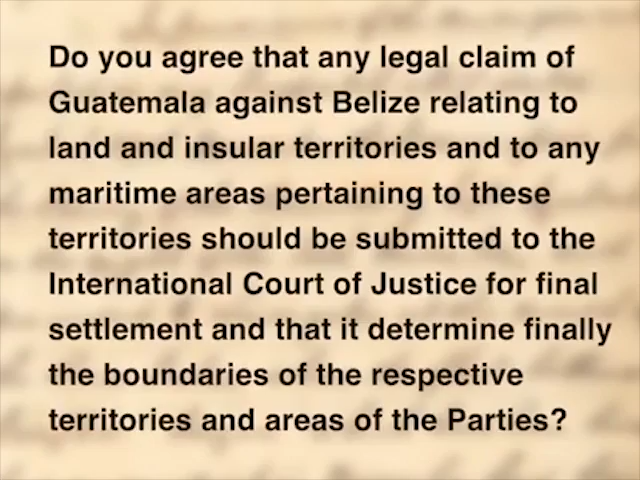 Do you agree that any legal claim of
Guatemala against Belize relating to
land and insular territories and to any
maritime areas pertaining to these
territories should be submitted to the
International Court of Justice for final
settlement and that it determine finally
the boundaries of the respective
territories and areas of the Parties?